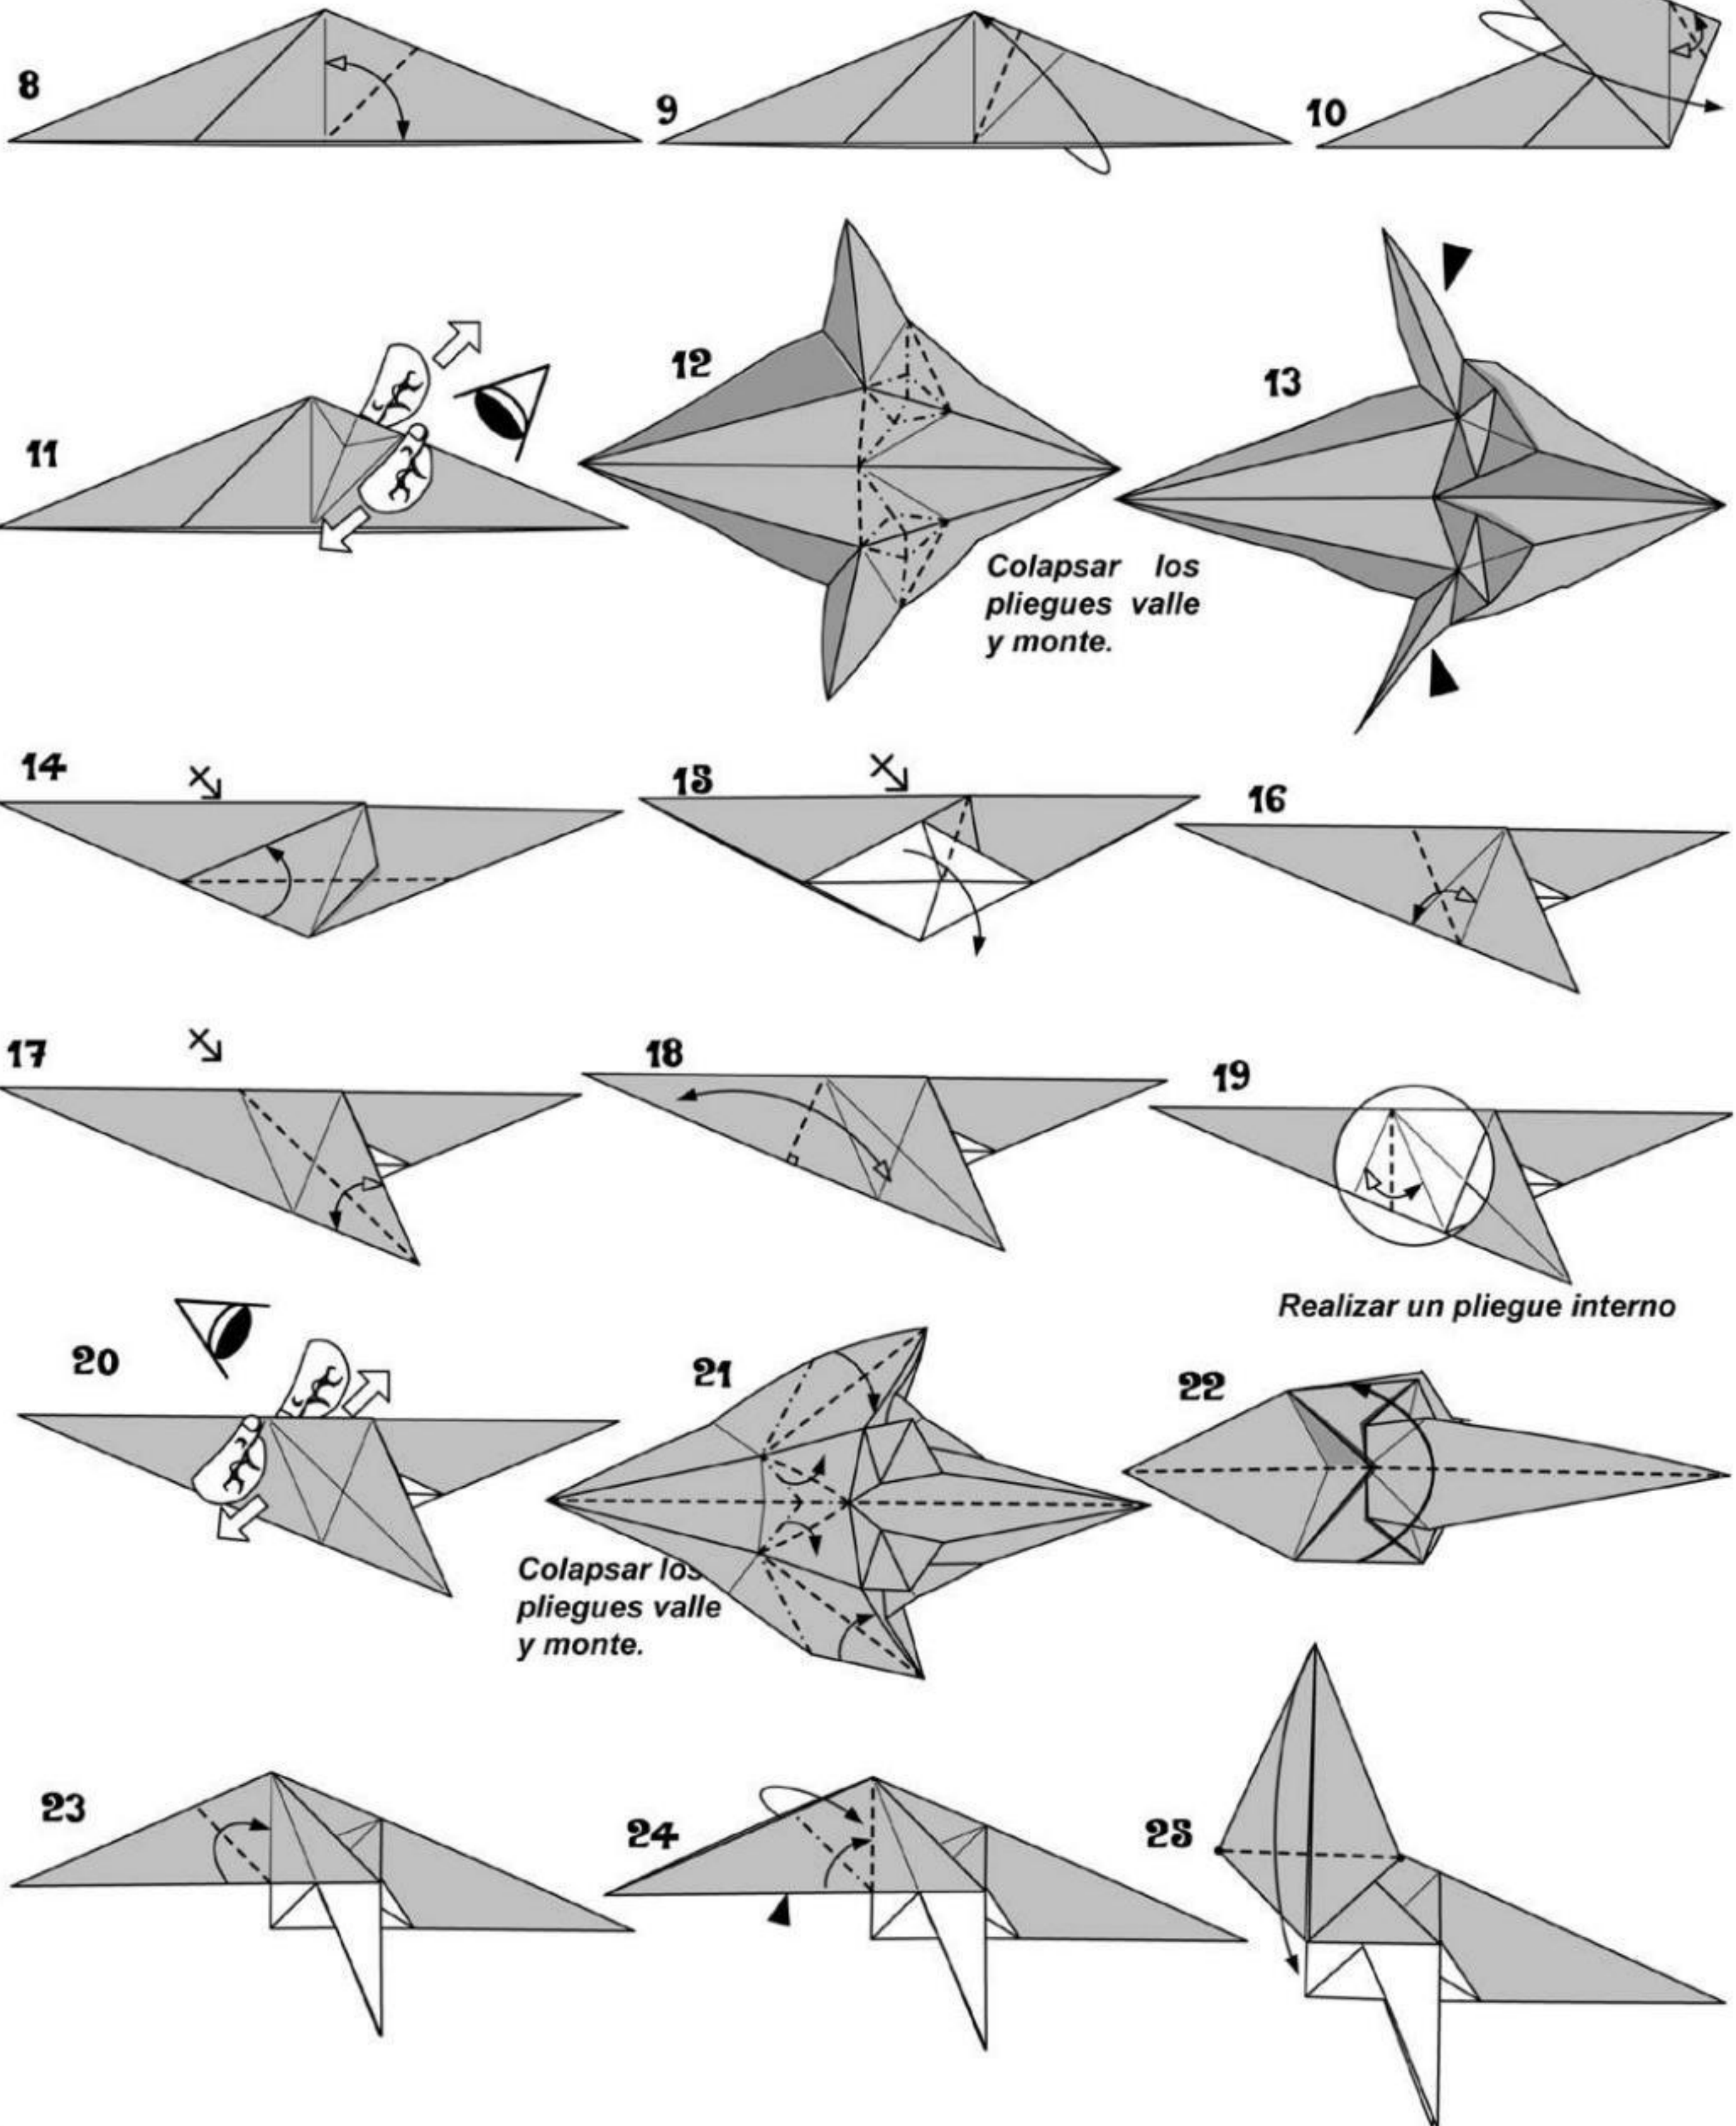 8
9
10
11
12
13
Colapsar los
pliegues valle
y monte.
14
15
16
17
18
19
Realizar un pliegue interno
20
21
22
Colapsar los
pliegues valle
y monte.
23
24
25